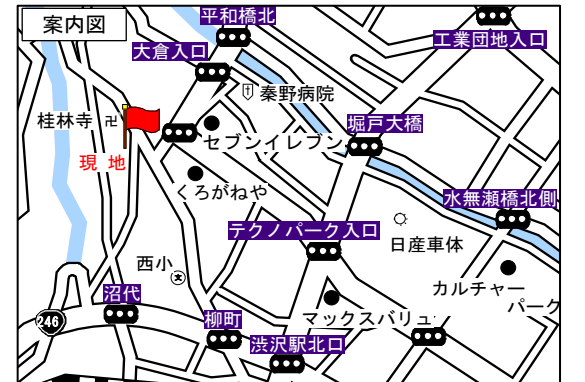 案内図
平和橋北
工業団地入口
大倉入口
秦野病院
桂林寺
堀戸大橋
セブンイレブン
現地
くろがねや
水無瀬橋北側
テクノパーク入口
日産車体
西小
カルチャー
パーク
沼代
マックスバリュ
246
柳町
渋沢駅北口